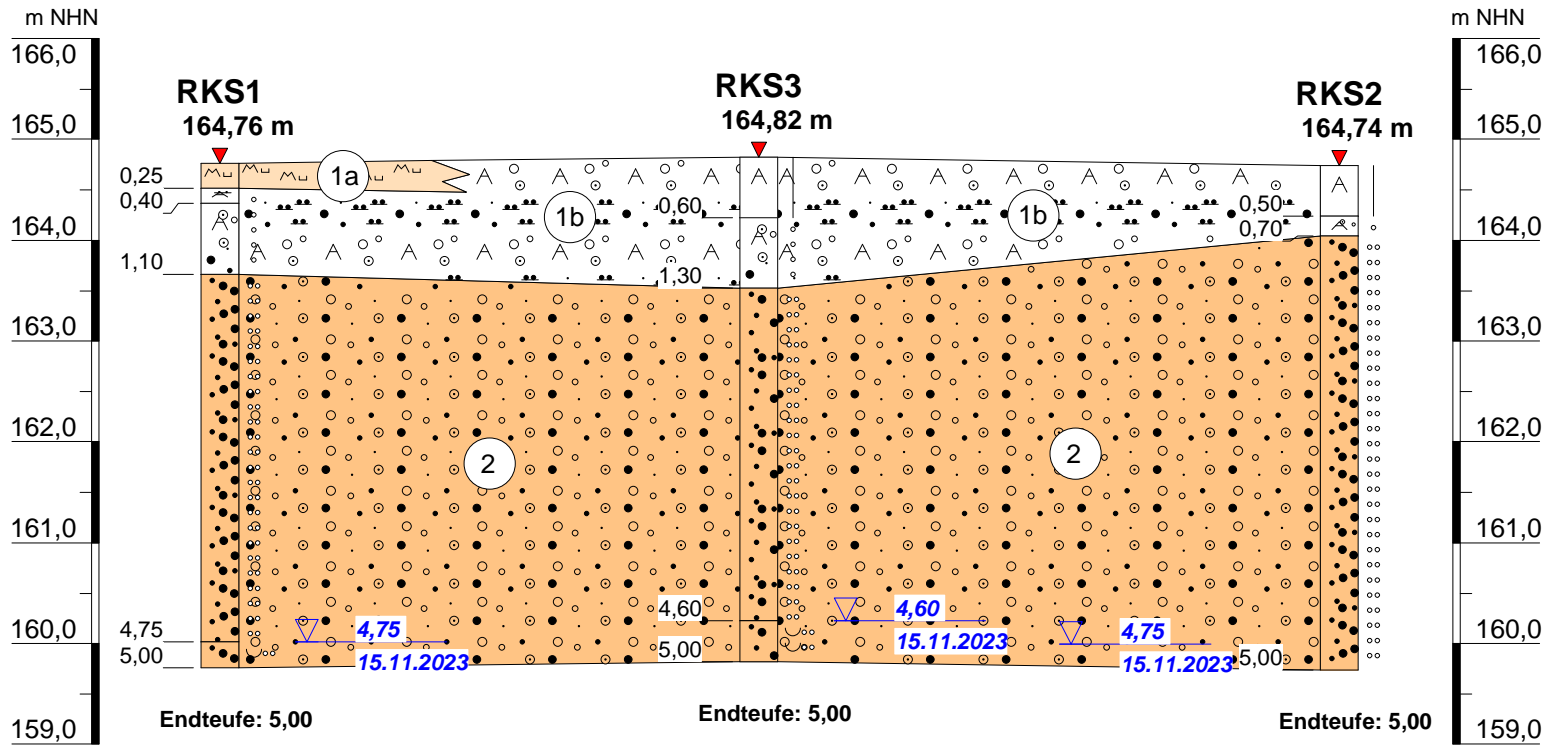 m NHN
m NHN
166,0
166,0
RKS1
164,76 m
RKS3
164,82 m
RKS2
164,74 m
165,0
165,0
0,25
0,40
1a
1b
0,60
1b
0,50
0,70
164,0
164,0
1,10
1,30
163,0
163,0
162,0
162,0
2
2
161,0
161,0
4,75
5,00
4,75
15.11.2023
4,60
5,00
4,60
15.11.2023
4,75
15.11.2023
5,00
160,0
160,0
Endteufe: 5,00
Endteufe: 5,00
Endteufe: 5,00
159,0
159,0